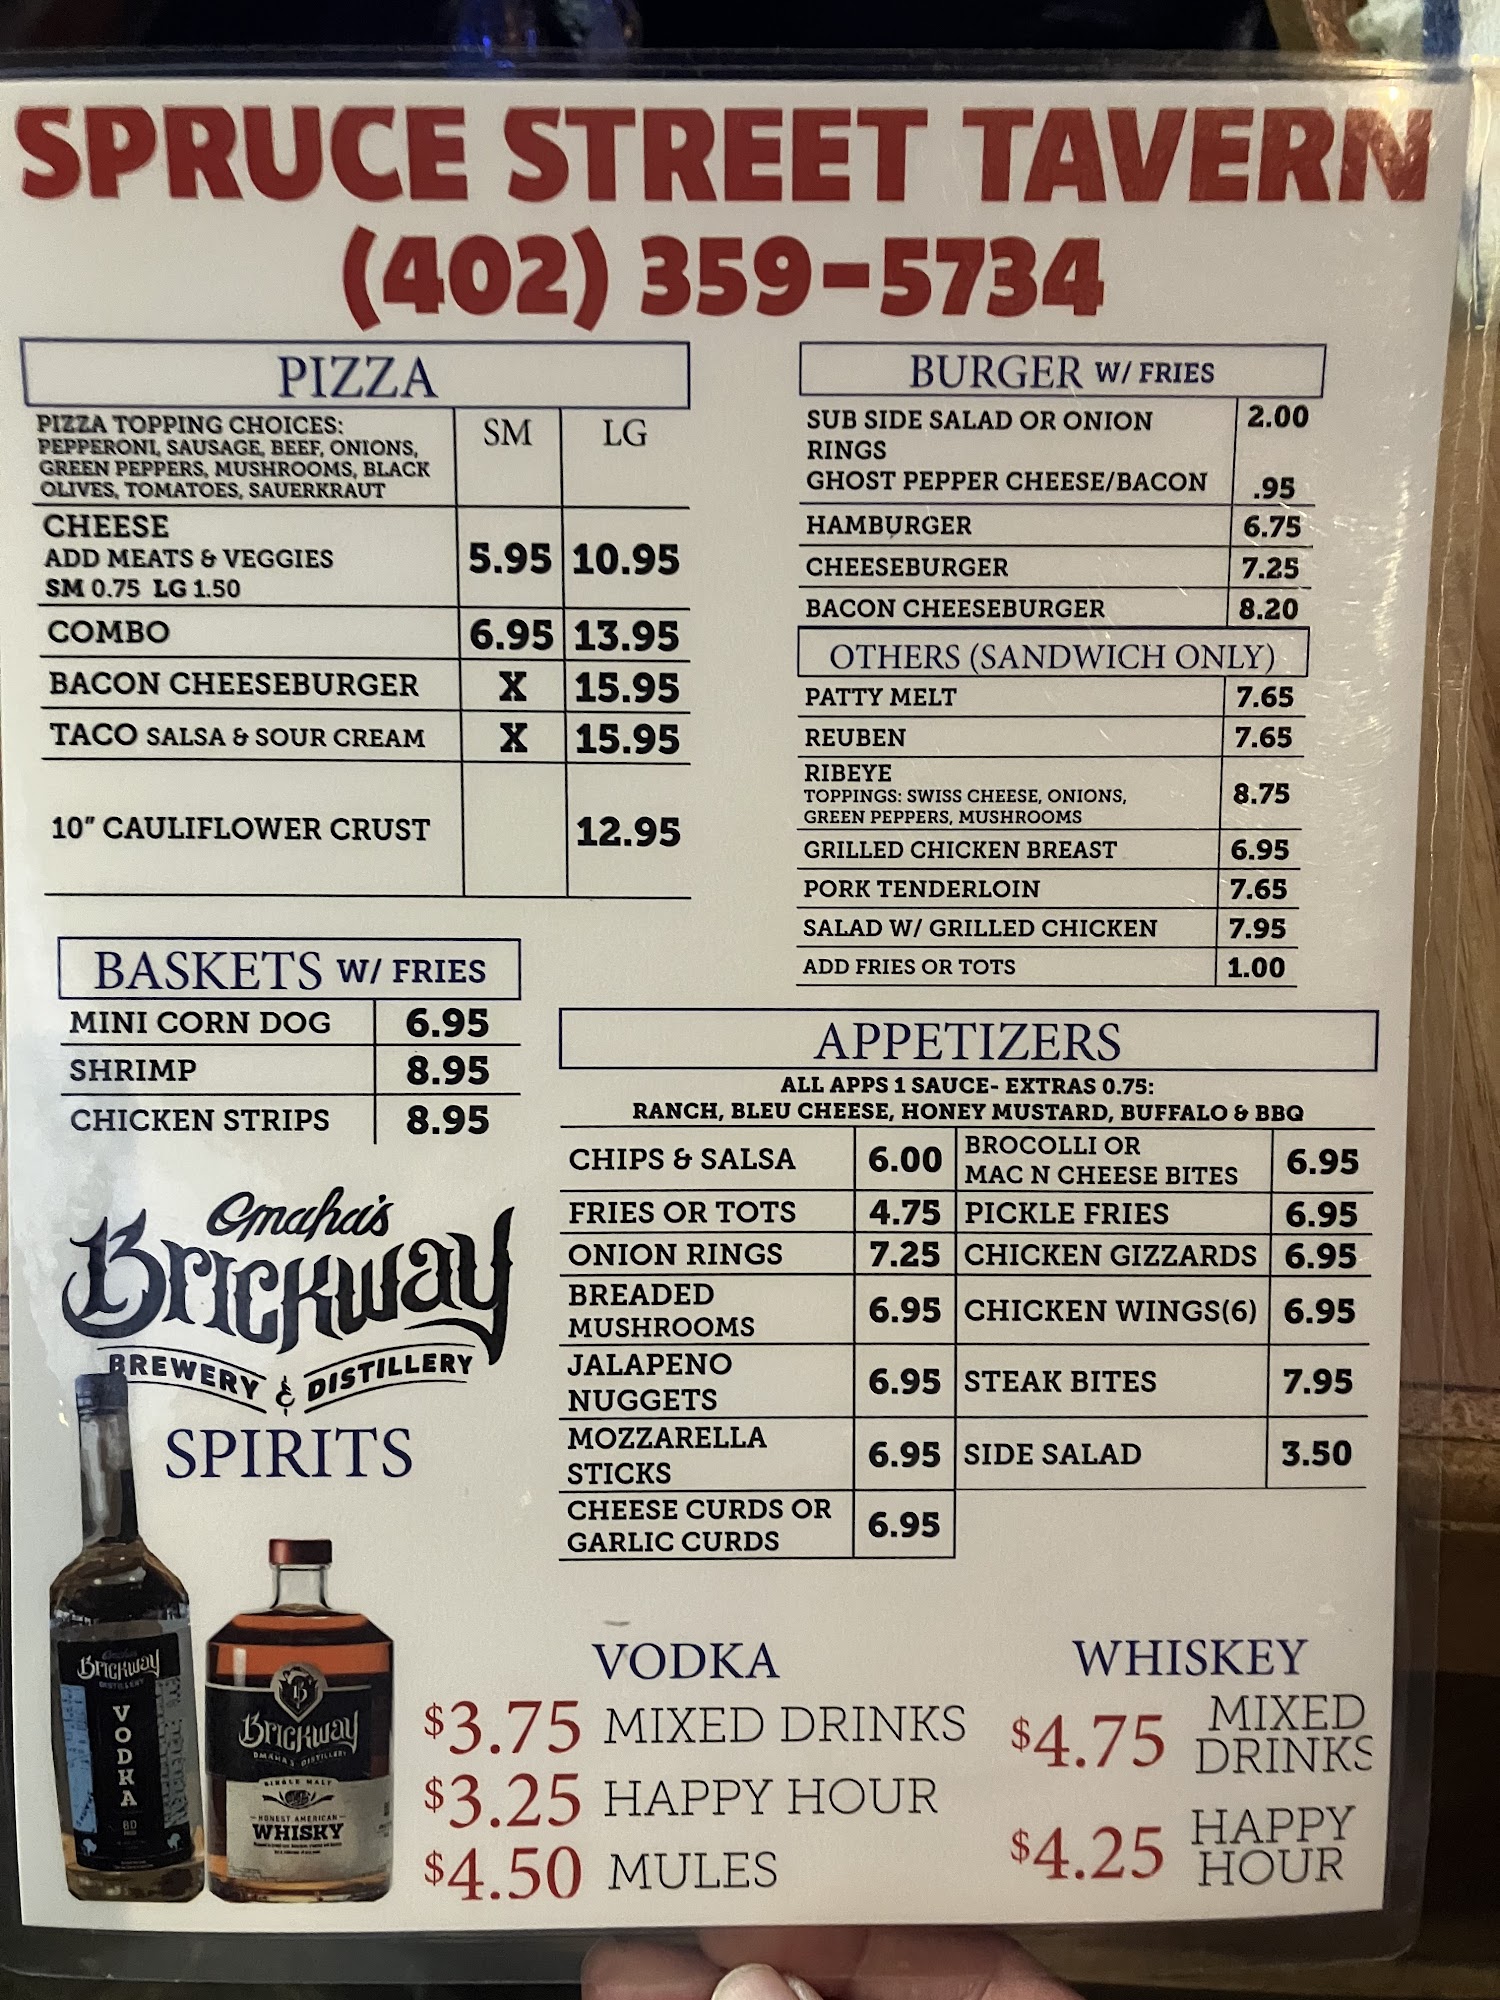 SPRUCE STREET TAVERN
(402) 359-5734
PIZZA
PIZZA TOPPING CHOICES:
PEPPERONI, SAUSAGE, BEEF, ONIONS,
GREEN PEPPERS, MUSHROOMS, BLACK
OLIVES, TOMATOES, SAUERKRAUT
SM LG
CHEESE
ADD MEATS & VEGGIES
SM 0.75 LG 1.50
5.95 10.95
COMBO 6.95 13.95
BACON CHEESEBURGER X 15.95
TACO SALSA & SOUR CREAM X 15.95
10" CAULIFLOWER CRUST 12.95
BURGER W/ FRIES
SUB SIDE SALAD OR ONION
RINGS
2.00
GHOST PEPPER CHEESE/BACON .95
HAMBURGER 6.75
CHEESEBURGER 7.25
BACON CHEESEBURGER 8.20
OTHERS (SANDWICH ONLY)
PATTY MELT 7.65
REUBEN 7.65
RIBEYE
TOPPINGS: SWISS CHEESE, ONIONS,
GREEN PEPPERS, MUSHROOMS
8.75
GRILLED CHICKEN BREAST 6.95
PORK TENDERLOIN 7.65
SALAD W/ GRILLED CHICKEN 7.95
ADD FRIES OR TOTS 1.00
BASKETS W/ FRIES
MINI CORN DOG 6.95
SHRIMP 8.95
CHICKEN STRIPS 8.95
APPETIZERS
ALL APPS 1 SAUCE- EXTRAS 0.75:
RANCH, BLEU CHEESE, HONEY MUSTARD, BUFFALO & BBQ
CHIPS & SALSA 6.00
FRIES OR TOTS 4.75
ONION RINGS 7.25
BREADED
MUSHROOMS
6.95
JALAPENO
NUGGETS
6.95
MOZZARELLA
STICKS
6.95
CHEESE CURDS OR
GARLIC CURDS
6.95
BROCOLLI OR
MAC N CHEESE BITES
6.95
PICKLE FRIES 6.95
CHICKEN GIZZARDS 6.95
CHICKEN WINGS(6) 6.95
STEAK BITES 7.95
SIDE SALAD 3.50
Omaha's
Brickway
BREWERY & DISTILLERY
SPIRITS
Brickway
DISTILLERY
VODKA
80
B
Brickway
OMAHA'S DISTILLERY
SINGLE MALT
HONEST AMERICAN
WHISKY
VODKA
$3.75 MIXED DRINKS
$3.25 HAPPY HOUR
$4.50 MULES
WHISKEY
$4.75 MIXED
DRINKS
$4.25 HAPPY
HOUR